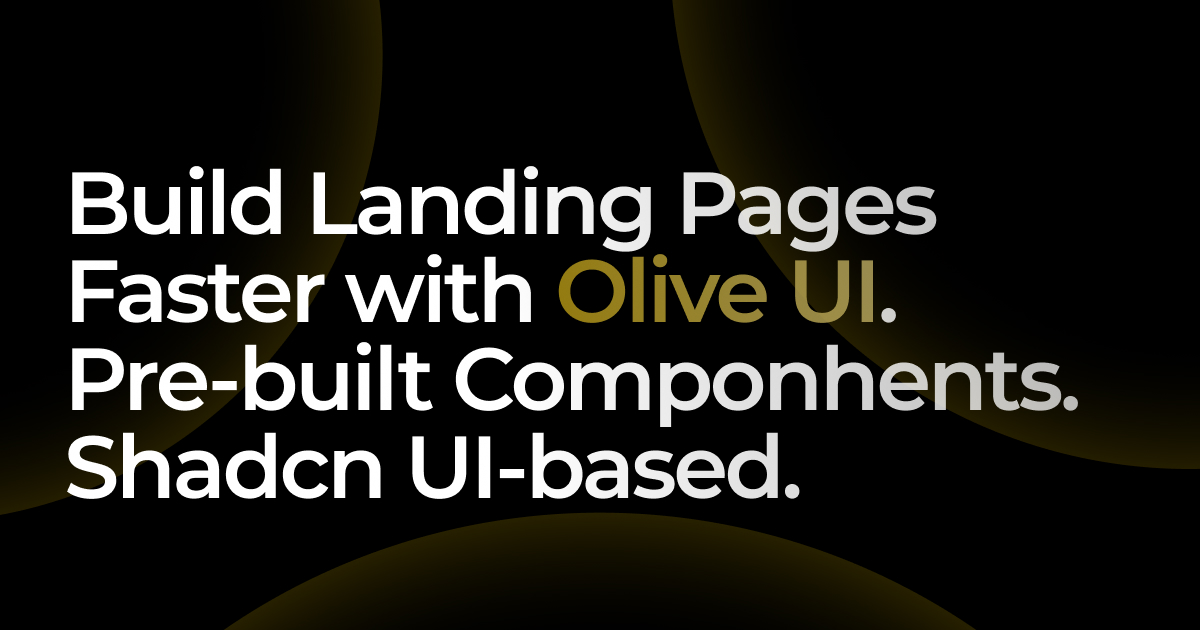 Build Landing Pages
Faster with Olive UI.
Pre-built Componhents.
Shadcn UI-based.